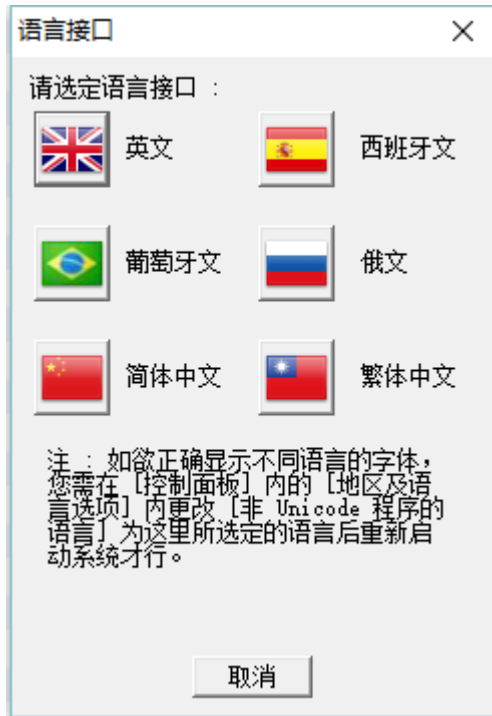 语言接口
请选定语言接口 ：
英文
西班牙文
葡萄牙文
俄文
简体中文
繁体中文
注 ：如欲正确显示不同语言的字体，
您需在 [控制面板] 内的 [地区及语
言选项] 内更改 [非 Unicode 程序的
语言] 为这里所选定的语言后重新启
动系统才行。
取消